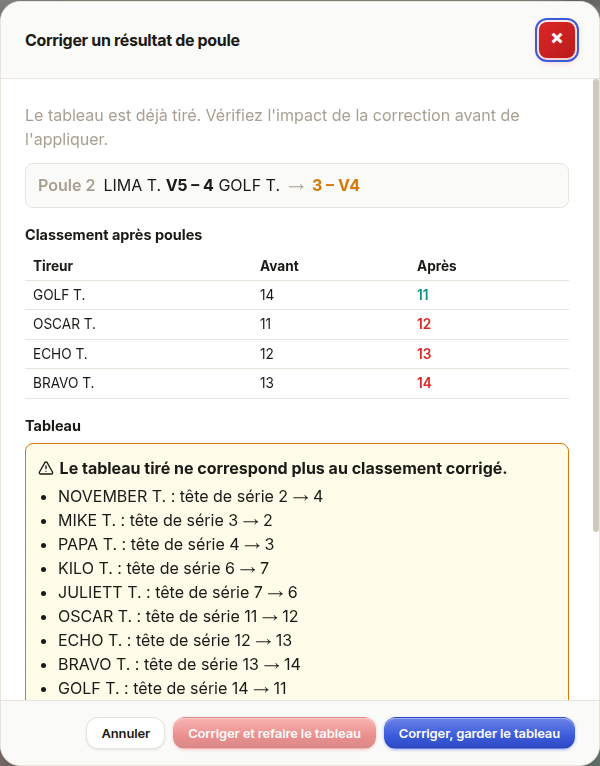 Corriger un résultat de poule
Le tableau est déjà tiré. Vérifiez l'impact de la correction avant de
l'appliquer.
Poule 2 LIMA T. V5 – 4 GOLF T. → 3 – V4
Classement après poules
Tireur Avant Après
GOLF T. 14 11
OSCAR T. 11 12
ECHO T. 12 13
BRAVO T. 13 14
Tableau
⚠ Le tableau tiré ne correspond plus au classement corrigé.
• NOVEMBER T. : tête de série 2 → 4
• MIKE T. : tête de série 3 → 2
• PAPA T. : tête de série 4 → 3
• KILO T. : tête de série 6 → 7
• JULIETT T. : tête de série 7 → 6
• OSCAR T. : tête de série 11 → 12
• ECHO T. : tête de série 12 → 13
• BRAVO T. : tête de série 13 → 14
• GOLF T. : tête de série 14 → 11
Annuler Corriger et refaire le tableau Corriger, garder le tableau